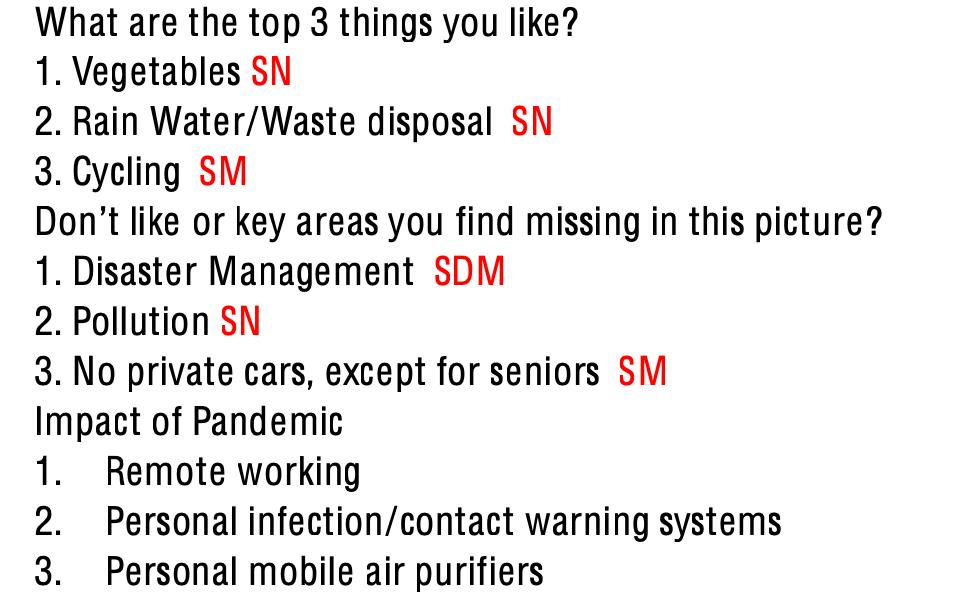 What are the top 3 things you like?
1. Vegetables SN
2. Rain Water/Waste disposal SN
3. Cycling SM
Don’t like or key areas you find missing in this picture?
1. Disaster Management SDM
2. Pollution SN
3. No private cars, except for seniors SM
Impact of Pandemic
1. Remote working
2. Personal infection/contact warning systems
3. Personal mobile air purifiers